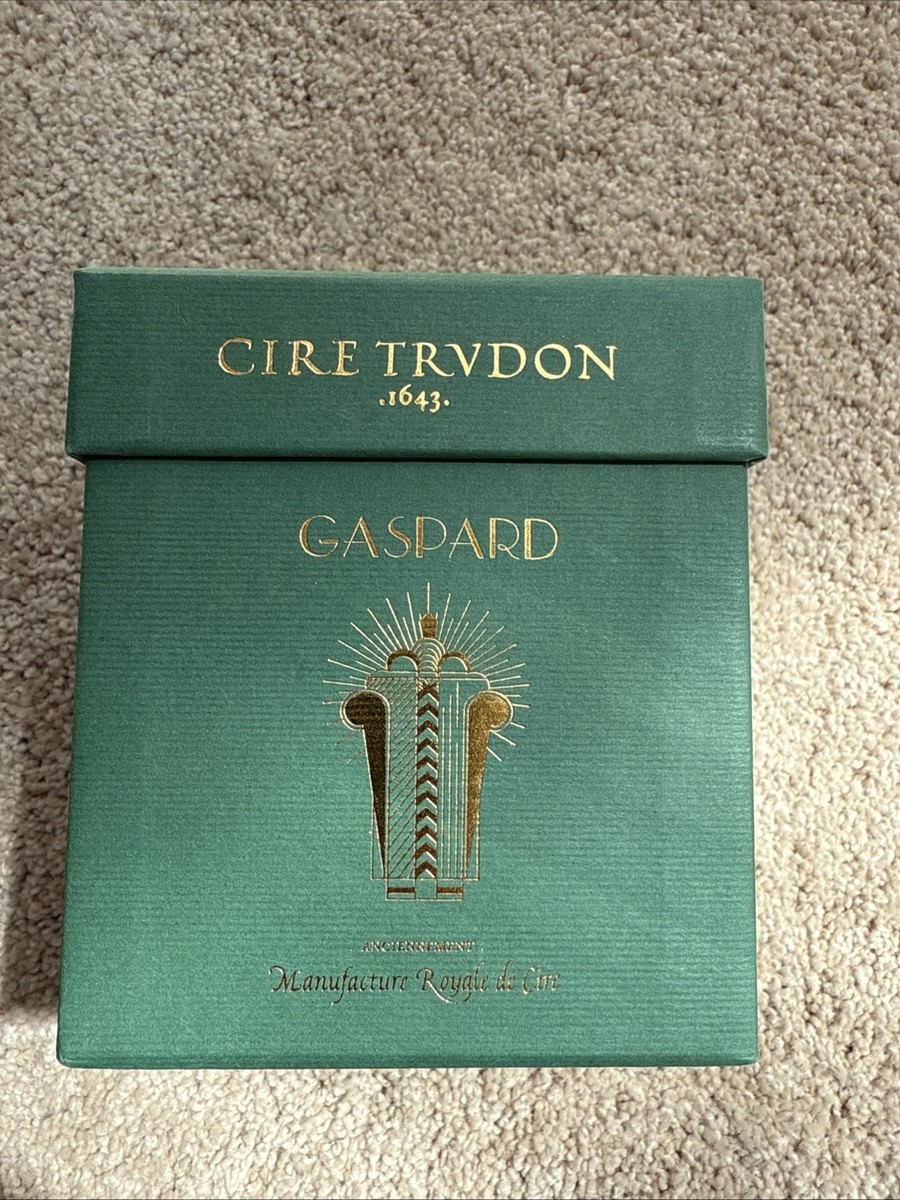 CIRE TRVDON
.1643.
GASPARD
. ANCIENNEMENT .
Manufacture Royale de Cire